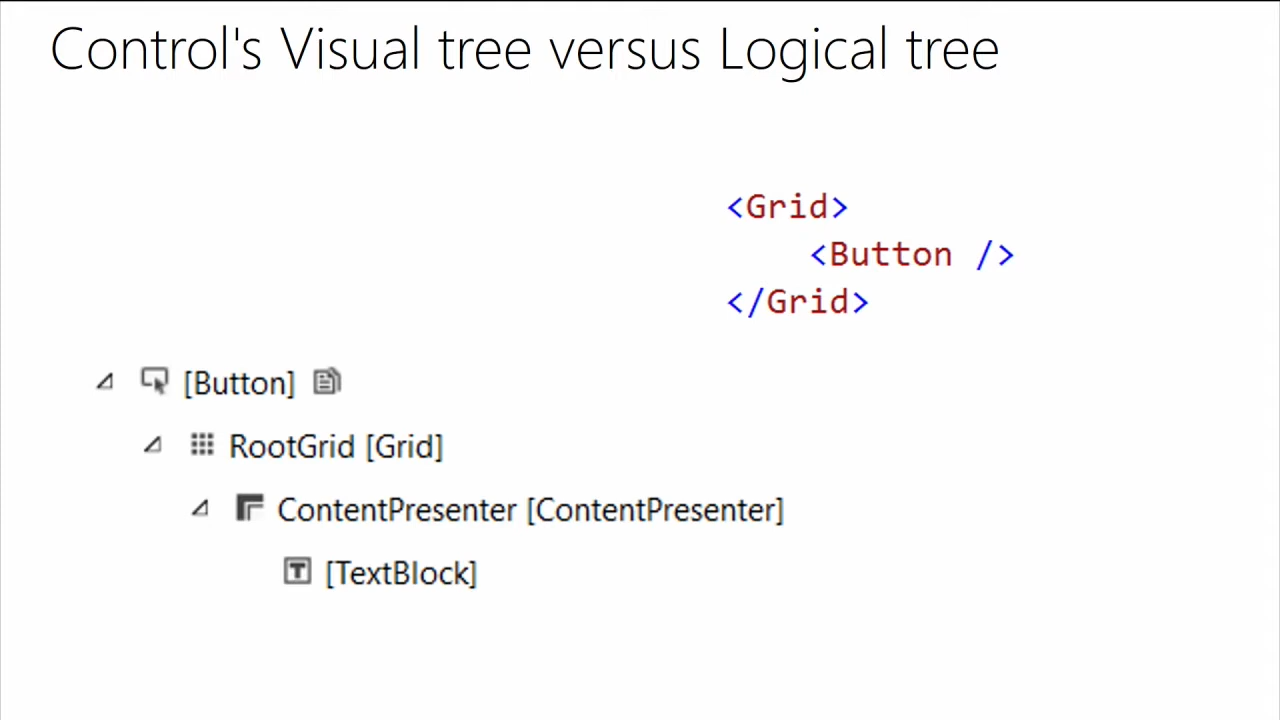 Control's Visual tree versus Logical tree
<Grid>
<Button />
</Grid>
[Button]
RootGrid [Grid]
ContentPresenter [ContentPresenter]
[TextBlock]